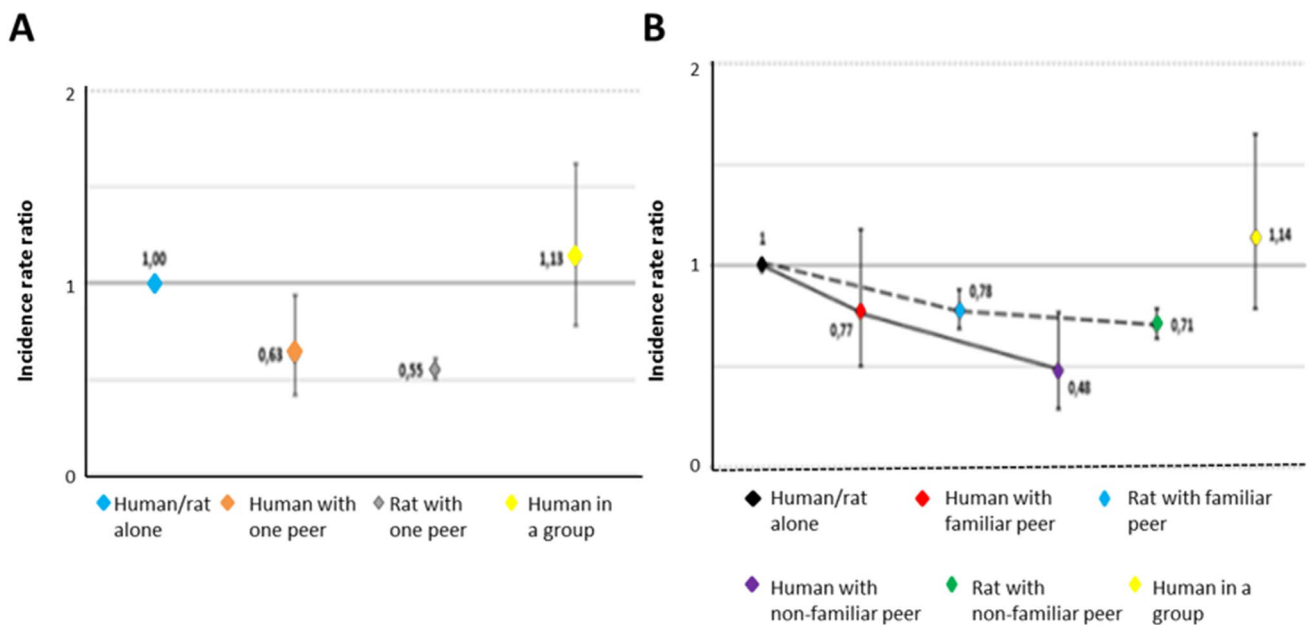 A
Incidence rate ratio
2
1
0
1,00
0,63
0,55
1,13
Human/rat
alone
Human with
one peer
Rat with
one peer
Human in
a group
B
Incidence rate ratio
2
1
0
1
0,77
0,78
0,48
0,71
1,14
Human/rat
alone
Human with
familiar peer
Rat with familiar
peer
Human with
non-familiar peer
Rat with
non-familiar peer
Human in a
group